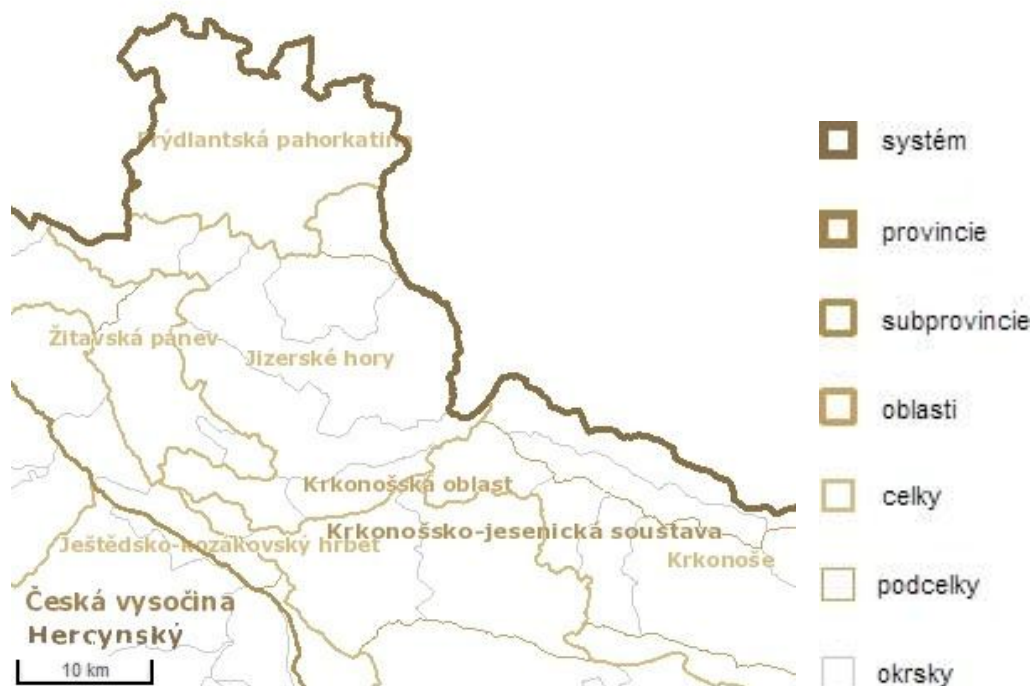 Frýdlantská pahorkatina
Žitavská pánev
Jizerské hory
Krkonošská oblast
Krkonošsko-jesenická soustava
Ještědsko-kozákovský hřbet
Krkonoše
Česká vysočina
Hercynský
10 km
systém
provincie
subprovincie
oblasti
celky
podcelky
okrsky